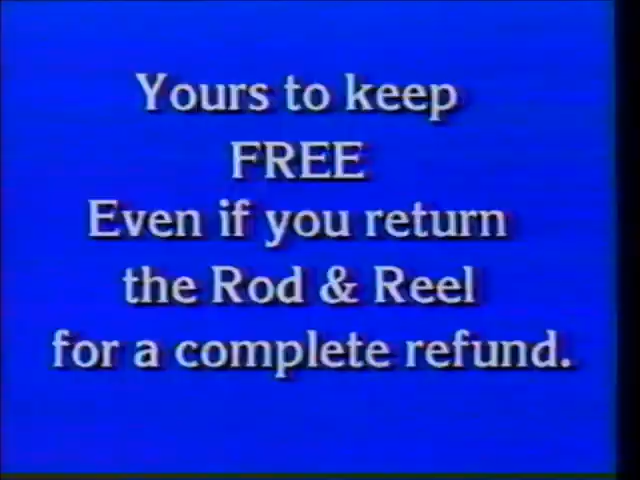 Yours to keep
FREE
Even if you return
the Rod & Reel
for a complete refund.